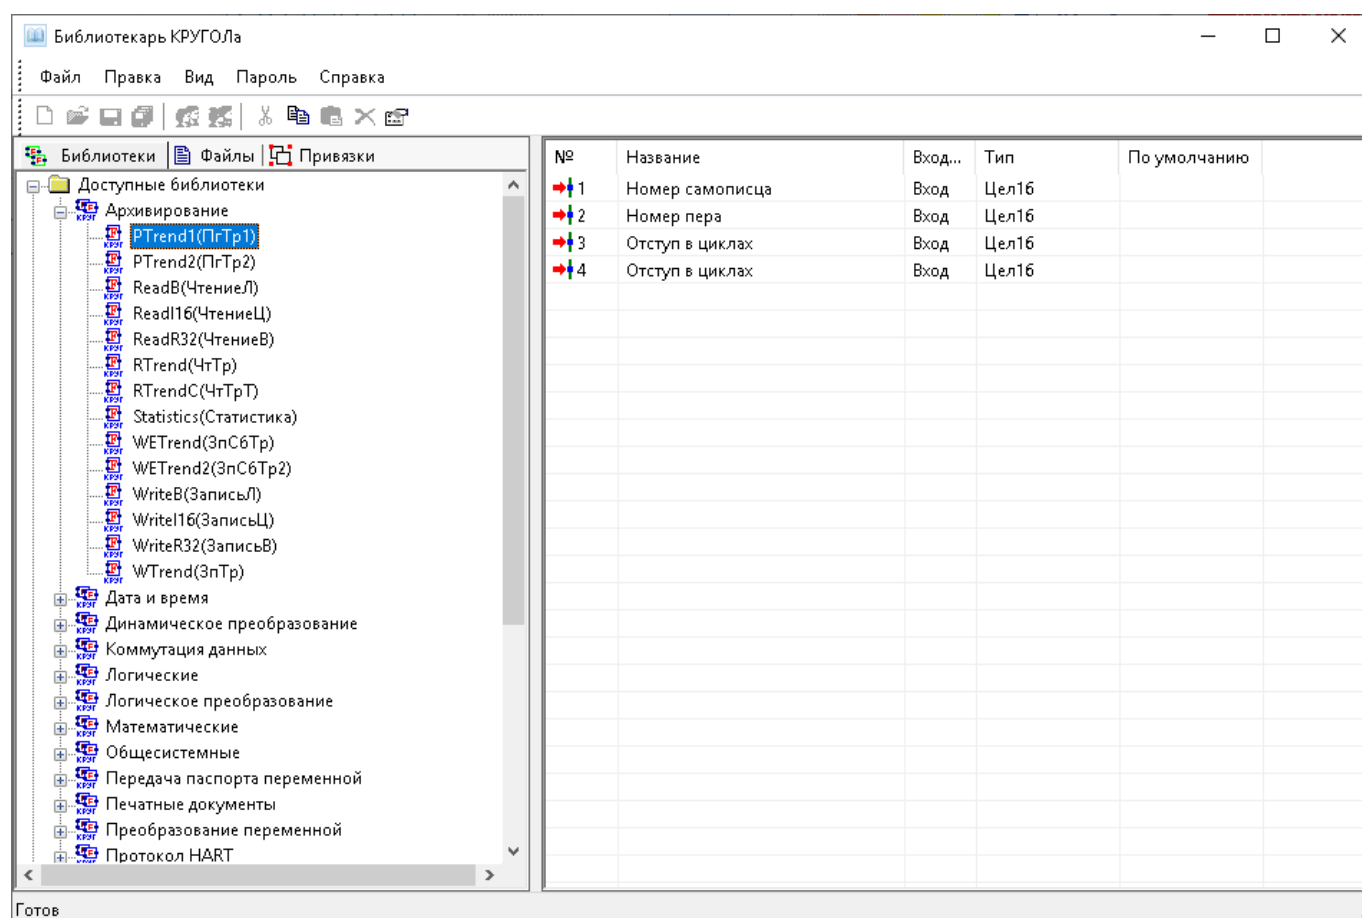 Библиотекарь КРУГОЛа
Файл Правка Вид Пароль Справка
Библиотеки Файлы Привязки
Доступные библиотеки
Архивирование
PTrend1(ПгТр1)
PTrend2(ПгТр2)
ReadB(ЧтениеЛ)
ReadI16(ЧтениеЦ)
ReadR32(ЧтениеВ)
RTrend(ЧтТр)
RTrendC(ЧтТрТ)
Statistics(Статистика)
WETrend(ЗпСбТр)
WETrend2(ЗпСбТр2)
WriteB(ЗаписьЛ)
WriteI16(ЗаписьЦ)
WriteR32(ЗаписьВ)
WTrend(ЗпТр)
Дата и время
Динамическое преобразование
Коммутация данных
Логические
Логическое преобразование
Математические
Общесистемные
Передача паспорта переменной
Печатные документы
Преобразование переменной
Протокол HART
№ Название Вход... Тип По умолчанию
1 Номер самописца Вход Цел16
2 Номер пера Вход Цел16
3 Отступ в циклах Вход Цел16
4 Отступ в циклах Вход Цел16
Готов